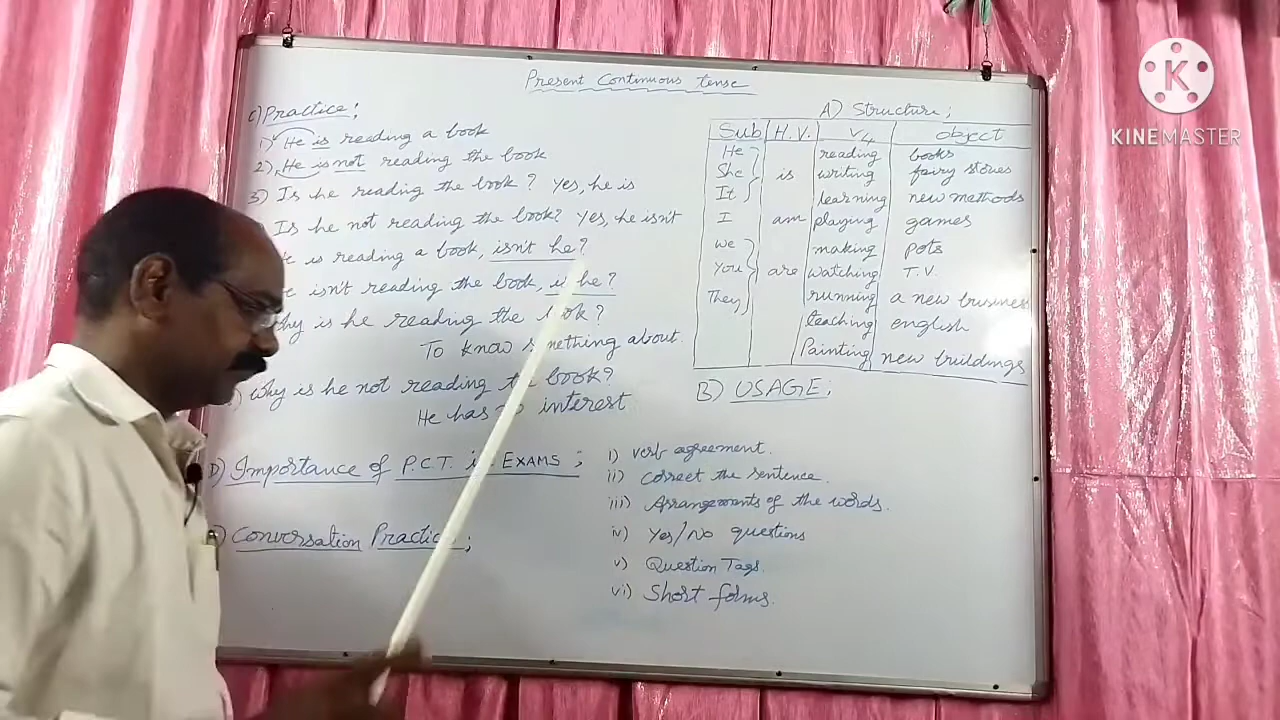 Present Continuous tense
C) Practice;
1) He is reading a book
2) He is not reading the book
3) Is he reading the book? Yes, he is
Is he not reading the book? Yes, he isn't
is reading a book, isn't he?
isn't reading the book, is he?
is he reading the book?
To know something about.
Why is he not reading the book?
He has interest
D) Importance of P.C.T. in EXAMS;
Conversation Practice;
A) Structure;
Sub H.V. V4 object
He reading books
She is writing fairy stories
It learning new methods
I am playing games
We making pots
You are watching T.V.
They running a new business
teaching english
Painting new buildings
B) USAGE;
i) verb agreement.
ii) Correct the sentence.
iii) Arrangements of the words.
iv) Yes/No questions
v) Question Tags.
vi) Short forms.
K
KINEMASTER